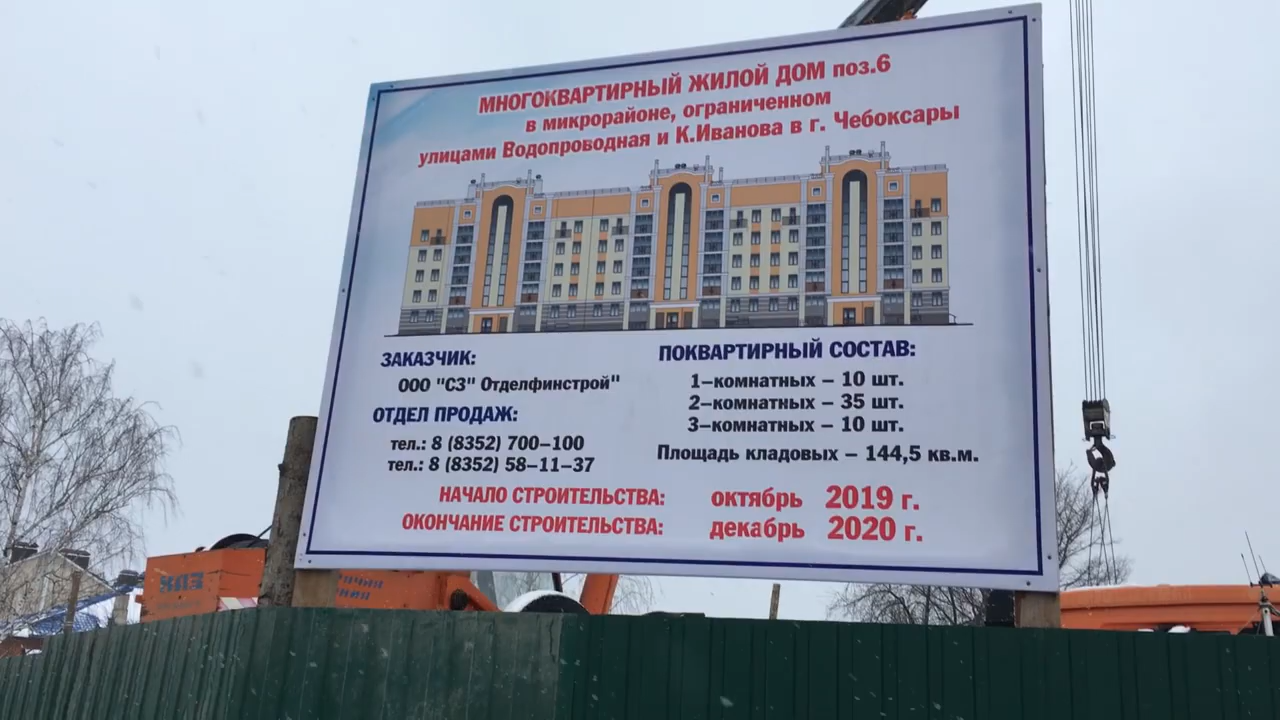 МНОГОКВАРТИРНЫЙ ЖИЛОЙ ДОМ поз.6
в микрорайоне, ограниченном
улицами Водопроводная и К.Иванова в г. Чебоксары
ЗАКАЗЧИК:
ООО "СЗ" Отделфинстрой"
ОТДЕЛ ПРОДАЖ:
тел.: 8 (8352) 700–100
тел.: 8 (8352) 58–11–37
ПОКВАРТИРНЫЙ СОСТАВ:
1–комнатных – 10 шт.
2–комнатных – 35 шт.
3–комнатных – 10 шт.
Площадь кладовых – 144,5 кв.м.
НАЧАЛО СТРОИТЕЛЬСТВА: октябрь 2019 г.
ОКОНЧАНИЕ СТРОИТЕЛЬСТВА: декабрь 2020 г.